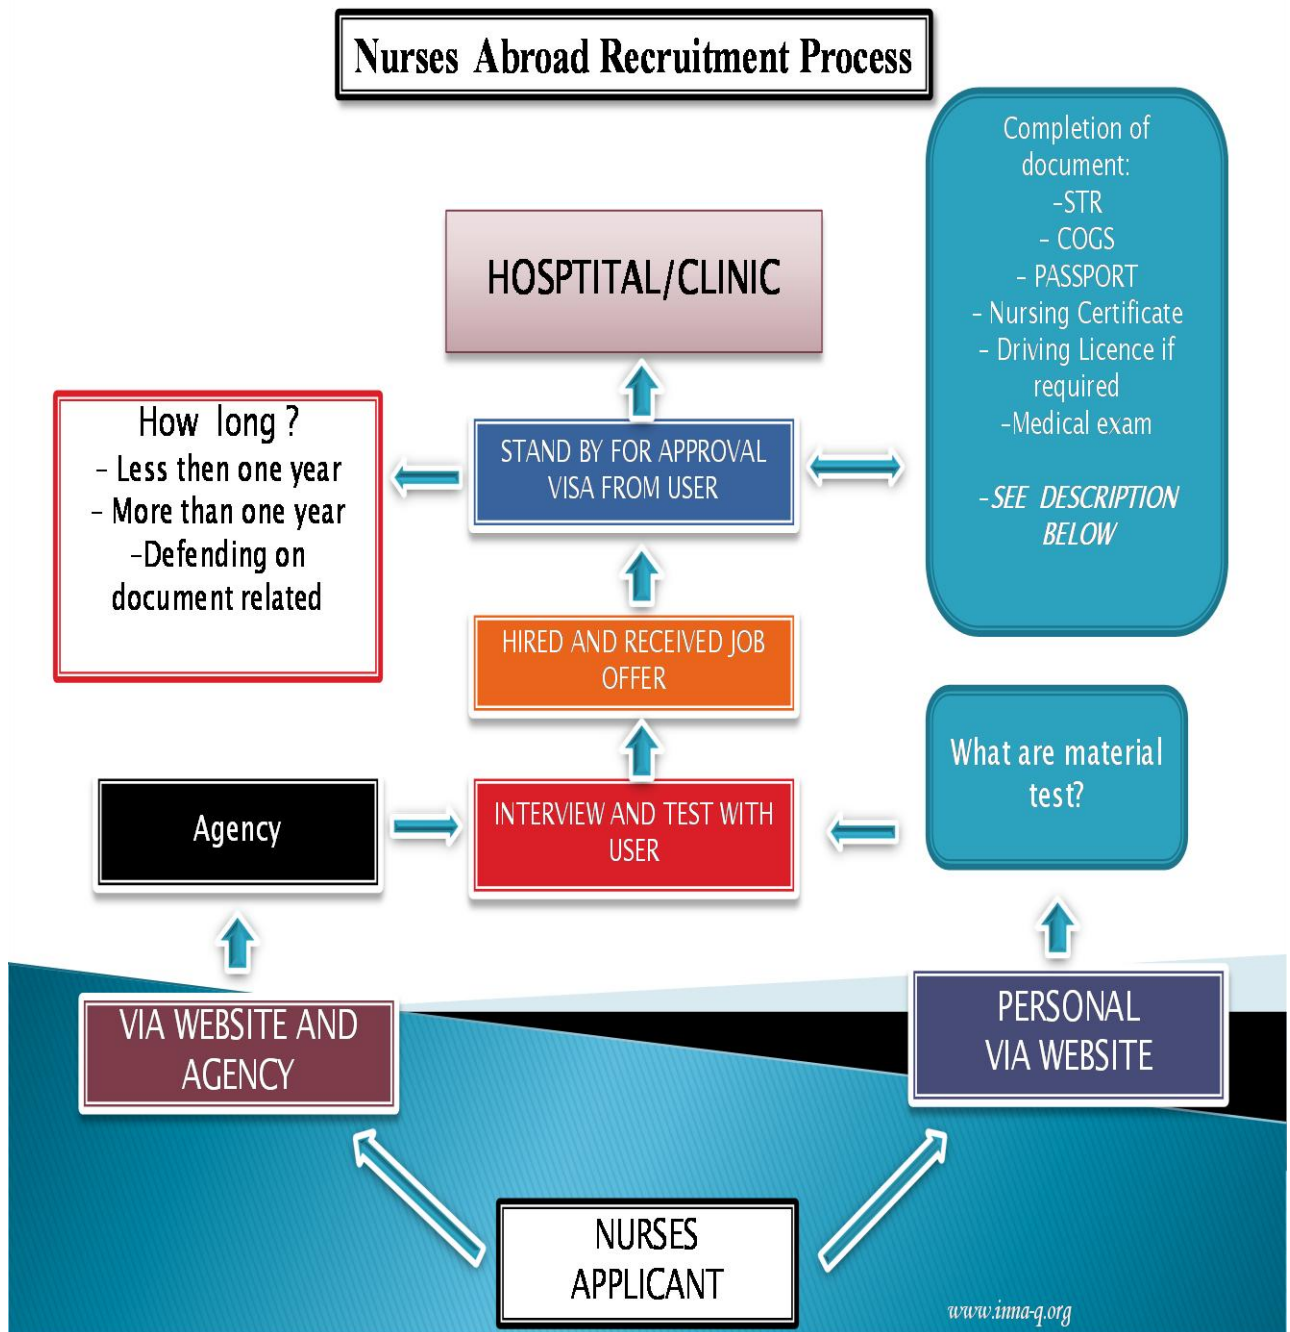 Nurses Abroad Recruitment Process
Completion of
document:
-STR
- COGS
- PASSPORT
- Nursing Certificate
- Driving Licence if
required
-Medical exam
-SEE DESCRIPTION
BELOW
HOSPTITAL/CLINIC
How long ?
- Less then one year
- More than one year
-Defending on
document related
STAND BY FOR APPROVAL
VISA FROM USER
HIRED AND RECEIVED JOB
OFFER
What are material
test?
Agency
INTERVIEW AND TEST WITH
USER
VIA WEBSITE AND
AGENCY
PERSONAL
VIA WEBSITE
NURSES
APPLICANT
www.inna-q.org